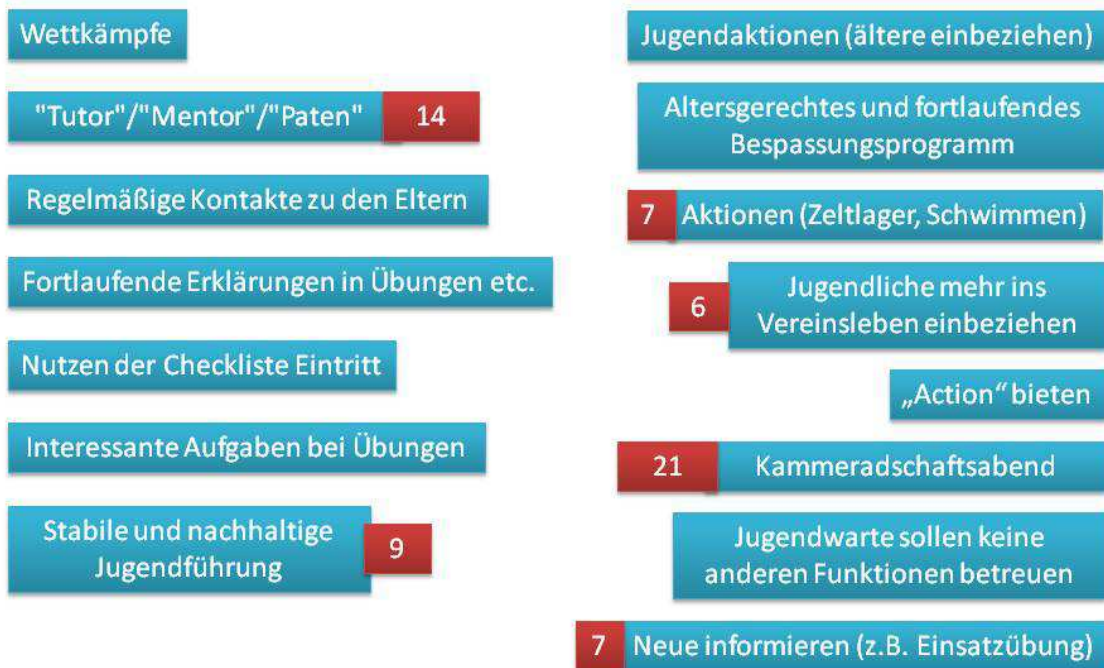 Wettkämpfe
"Tutor"/"Mentor"/"Paten" 14
Regelmäßige Kontakte zu den Eltern
Fortlaufende Erklärungen in Übungen etc.
Nutzen der Checkliste Eintritt
Interessante Aufgaben bei Übungen
Stabile und nachhaltige
Jugendführung
9
Jugendaktionen (ältere einbeziehen)
Altersgerechtes und fortlaufendes
Bespassungsprogramm
7 Aktionen (Zeltlager, Schwimmen)
6
Jugendliche mehr ins
Vereinsleben einbeziehen
„Action“ bieten
21 Kammeradschaftsabend
Jugendwarte sollen keine
anderen Funktionen betreuen
7 Neue informieren (z.B. Einsatzübung)